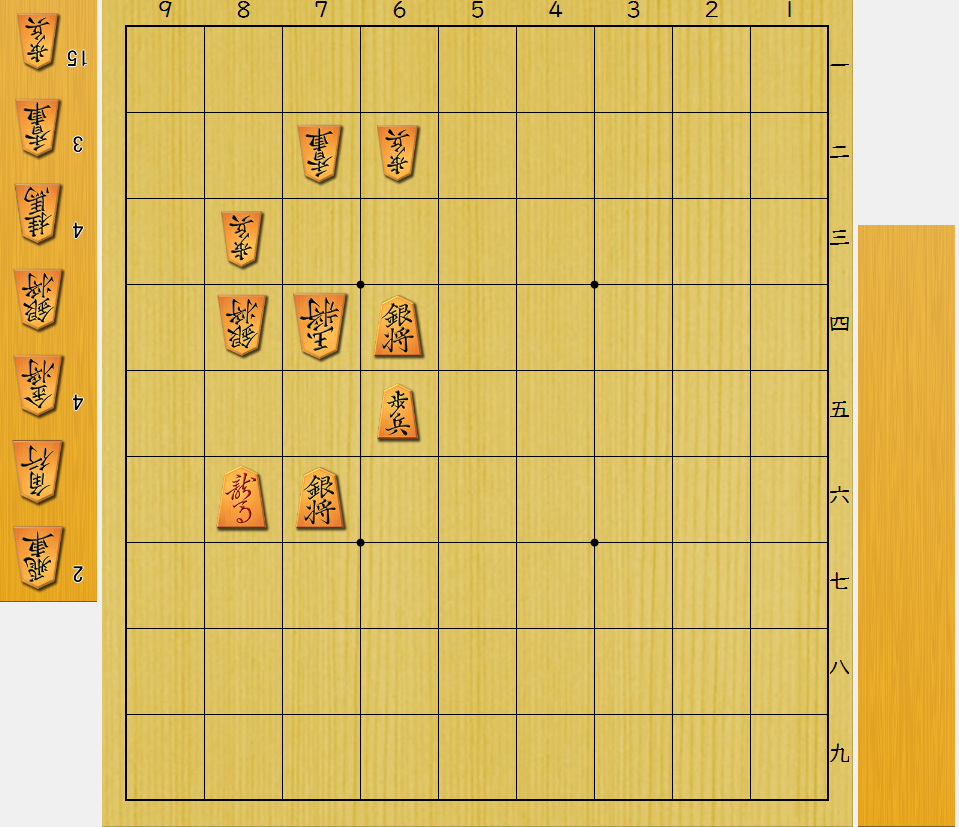 9 8 7 6 5 4 3 2 1
一
二
三
四
五
六
七
八
九
歩兵 15
香車 3
桂馬 4
銀将
金将 4
角行
飛車 2
香車 歩兵
歩兵
銀将 玉将 銀将
歩兵
龍馬 銀将